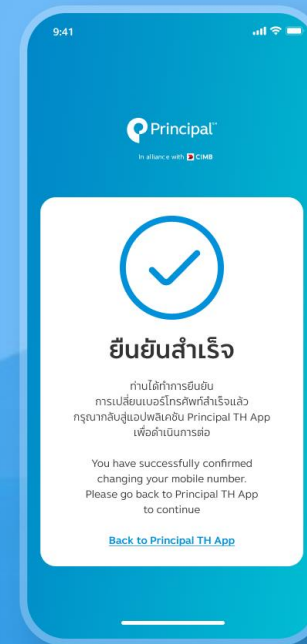 9:41
Principal™
In alliance with CIMB
ยืนยันสำเร็จ
ท่านได้ทำการยืนยัน
การเปลี่ยนเบอร์โทรศัพท์สำเร็จแล้ว
กรุณากลับสู่แอปพลิเคชัน Principal TH App
เพื่อดำเนินการต่อ
You have successfully confirmed
changing your mobile number.
Please go back to Principal TH App
to continue
Back to Principal TH App